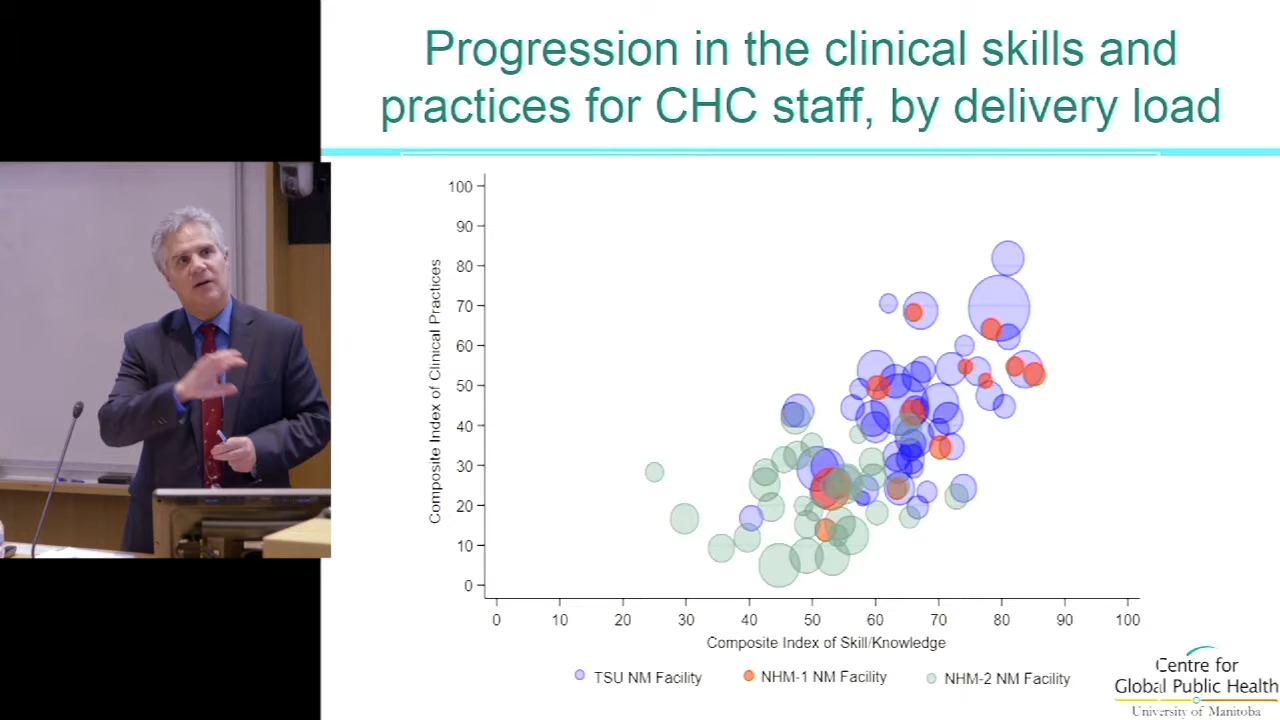 Progression in the clinical skills and
practices for CHC staff, by delivery load
Composite Index of Clinical Practices
100
90
80
70
60
50
40
30
20
10
0
0 10 20 30 40 50 60 70 80 90 100
Composite Index of Skill/Knowledge
TSU NM Facility NHM-1 NM Facility NHM-2 NM Facility
Centre for
Global Public Health
University of Manitoba